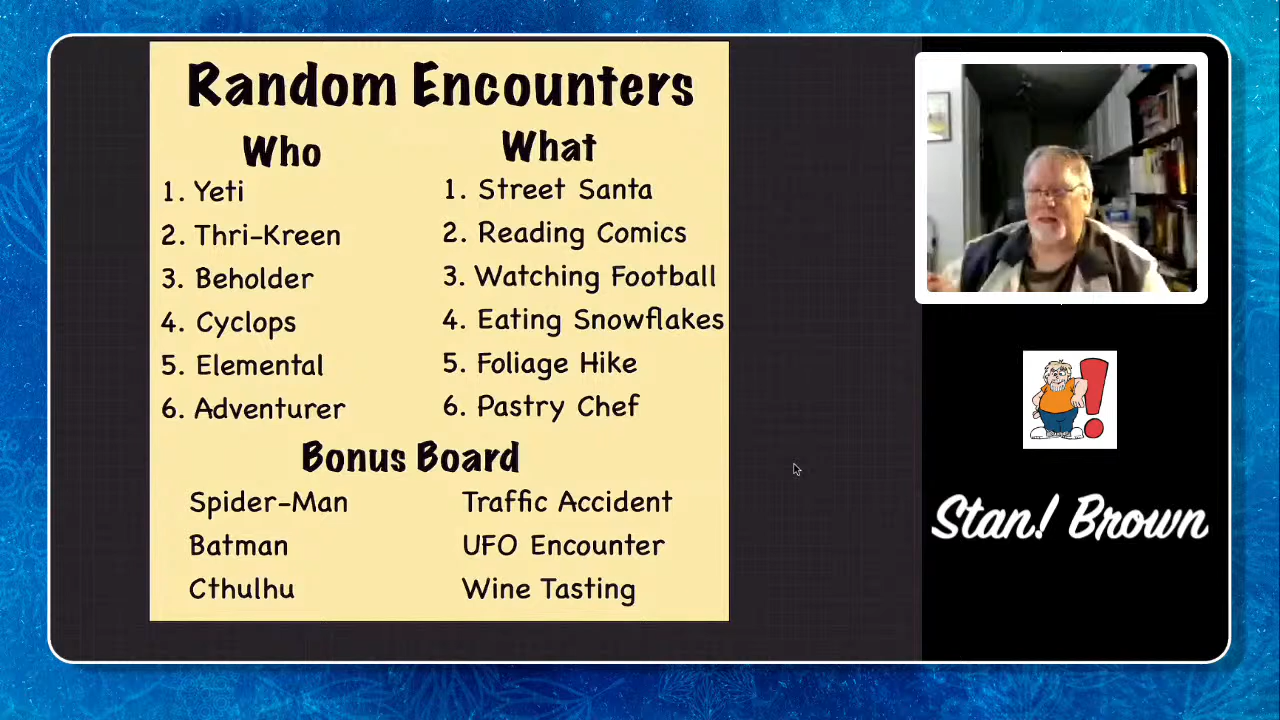 Random Encounters
Who
What
1. Yeti
1. Street Santa
2. Thri-Kreen
2. Reading Comics
3. Beholder
3. Watching Football
4. Cyclops
4. Eating Snowflakes
5. Elemental
5. Foliage Hike
6. Adventurer
6. Pastry Chef
Bonus Board
Spider-Man
Traffic Accident
Batman
UFO Encounter
Cthulhu
Wine Tasting
Stan! Brown